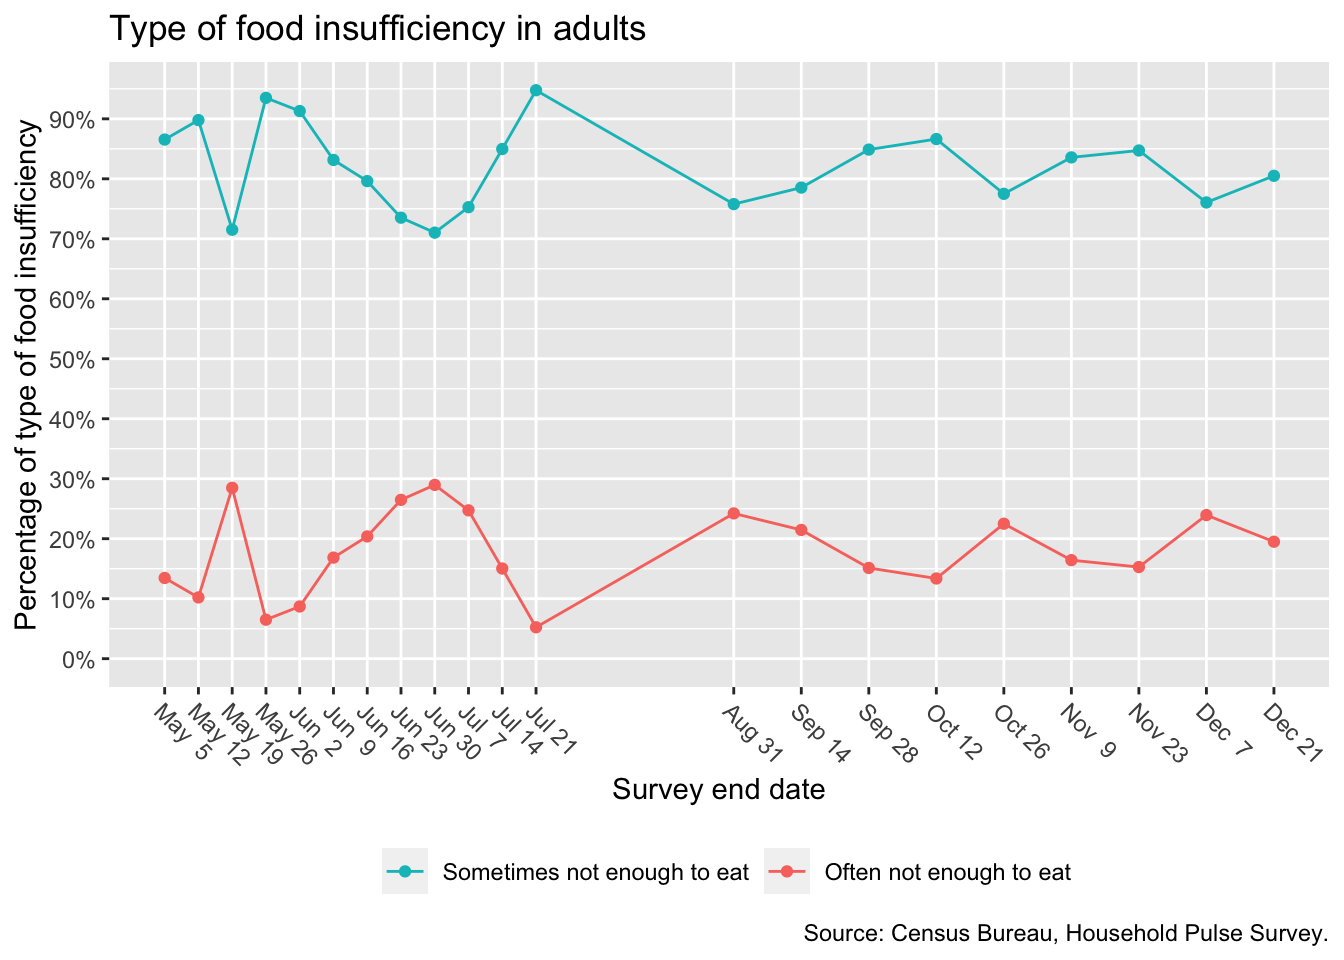 Type of food insufficiency in adults
Percentage of type of food insufficiency
90%
80%
70%
60%
50%
40%
30%
20%
10%
0%
May 5
May 12
May 19
May 26
Jun 2
Jun 9
Jun 16
Jun 23
Jun 30
Jul 7
Jul 14
Jul 21
Aug 31
Sep 14
Sep 28
Oct 12
Oct 26
Nov 9
Nov 23
Dec 7
Dec 21
Survey end date
Sometimes not enough to eat
Often not enough to eat
Source: Census Bureau, Household Pulse Survey.